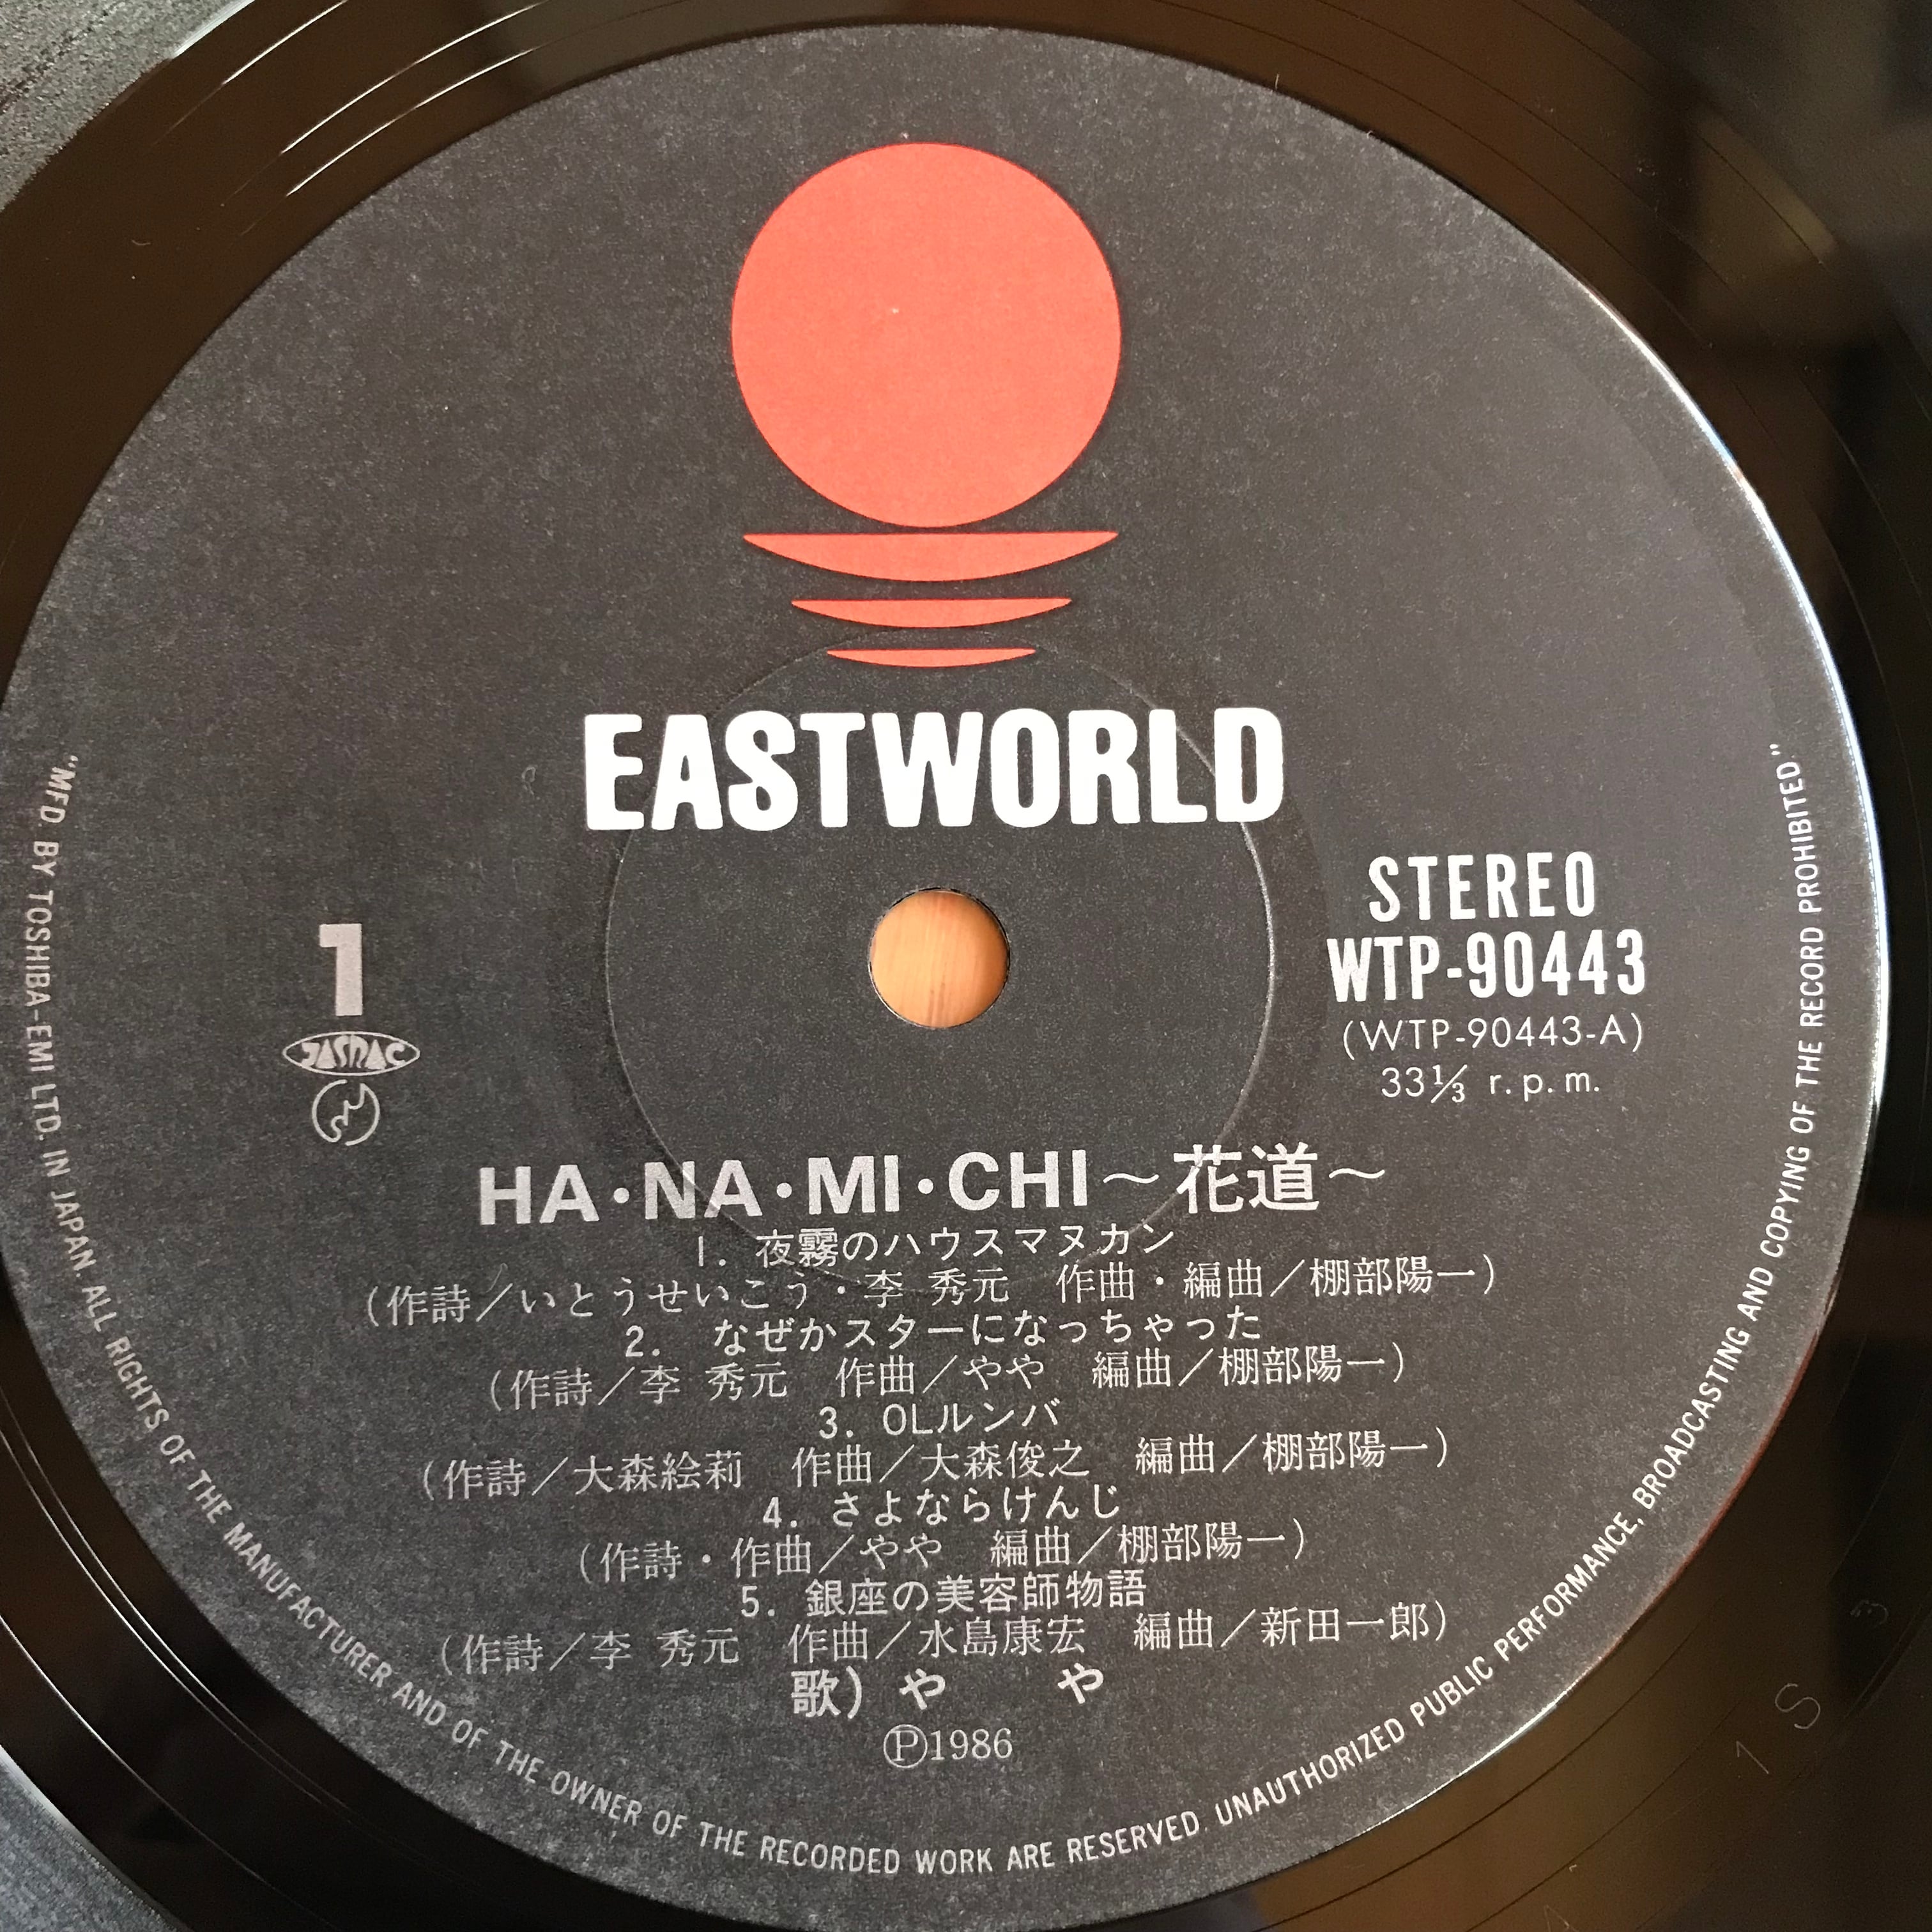 EASTWORLD
STEREO
WTP-90443
(WTP-90443-A)
33⅓ r.p.m.
1
JASRAC
HA・NA・MI・CHI〜花道〜
1. 夜霧のハウスマヌカン
(作詩／いとうせいこう・李 秀元 作曲・編曲／棚部陽一)
2. なぜかスターになっちゃった
(作詩／李 秀元 作曲／やや 編曲／棚部陽一)
3. OLルンバ
(作詩／大森絵莉 作曲／大森俊之 編曲／棚部陽一)
4. さよならけんじ
(作詩・作曲／やや 編曲／棚部陽一)
5. 銀座の美容師物語
(作詩／李 秀元 作曲／水島康宏 編曲／新田一郎)
歌) や や
Ⓟ1986
"MFD BY TOSHIBA-EMI LTD. IN JAPAN. ALL RIGHTS OF THE MANUFACTURER AND OF THE OWNER OF THE RECORDED WORK ARE RESERVED. UNAUTHORIZED PUBLIC PERFORMANCE, BROADCASTING AND COPYING OF THE RECORD PROHIBITED"
1 S 3